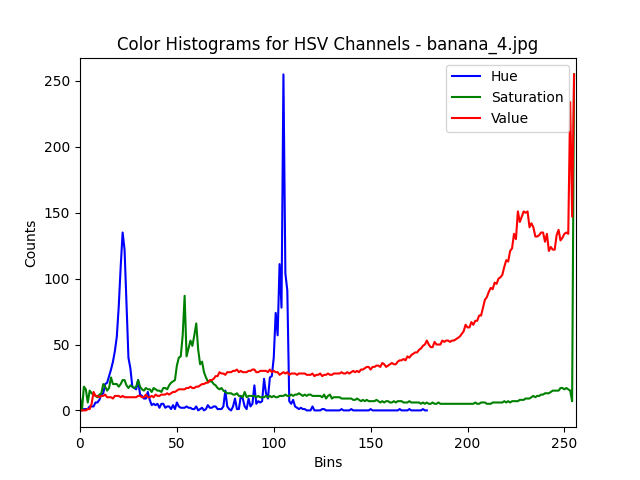 Color Histograms for HSV Channels - banana_4.jpg
Hue
Saturation
Value
Counts
250
200
150
100
50
0
0 50 100 150 200 250
Bins